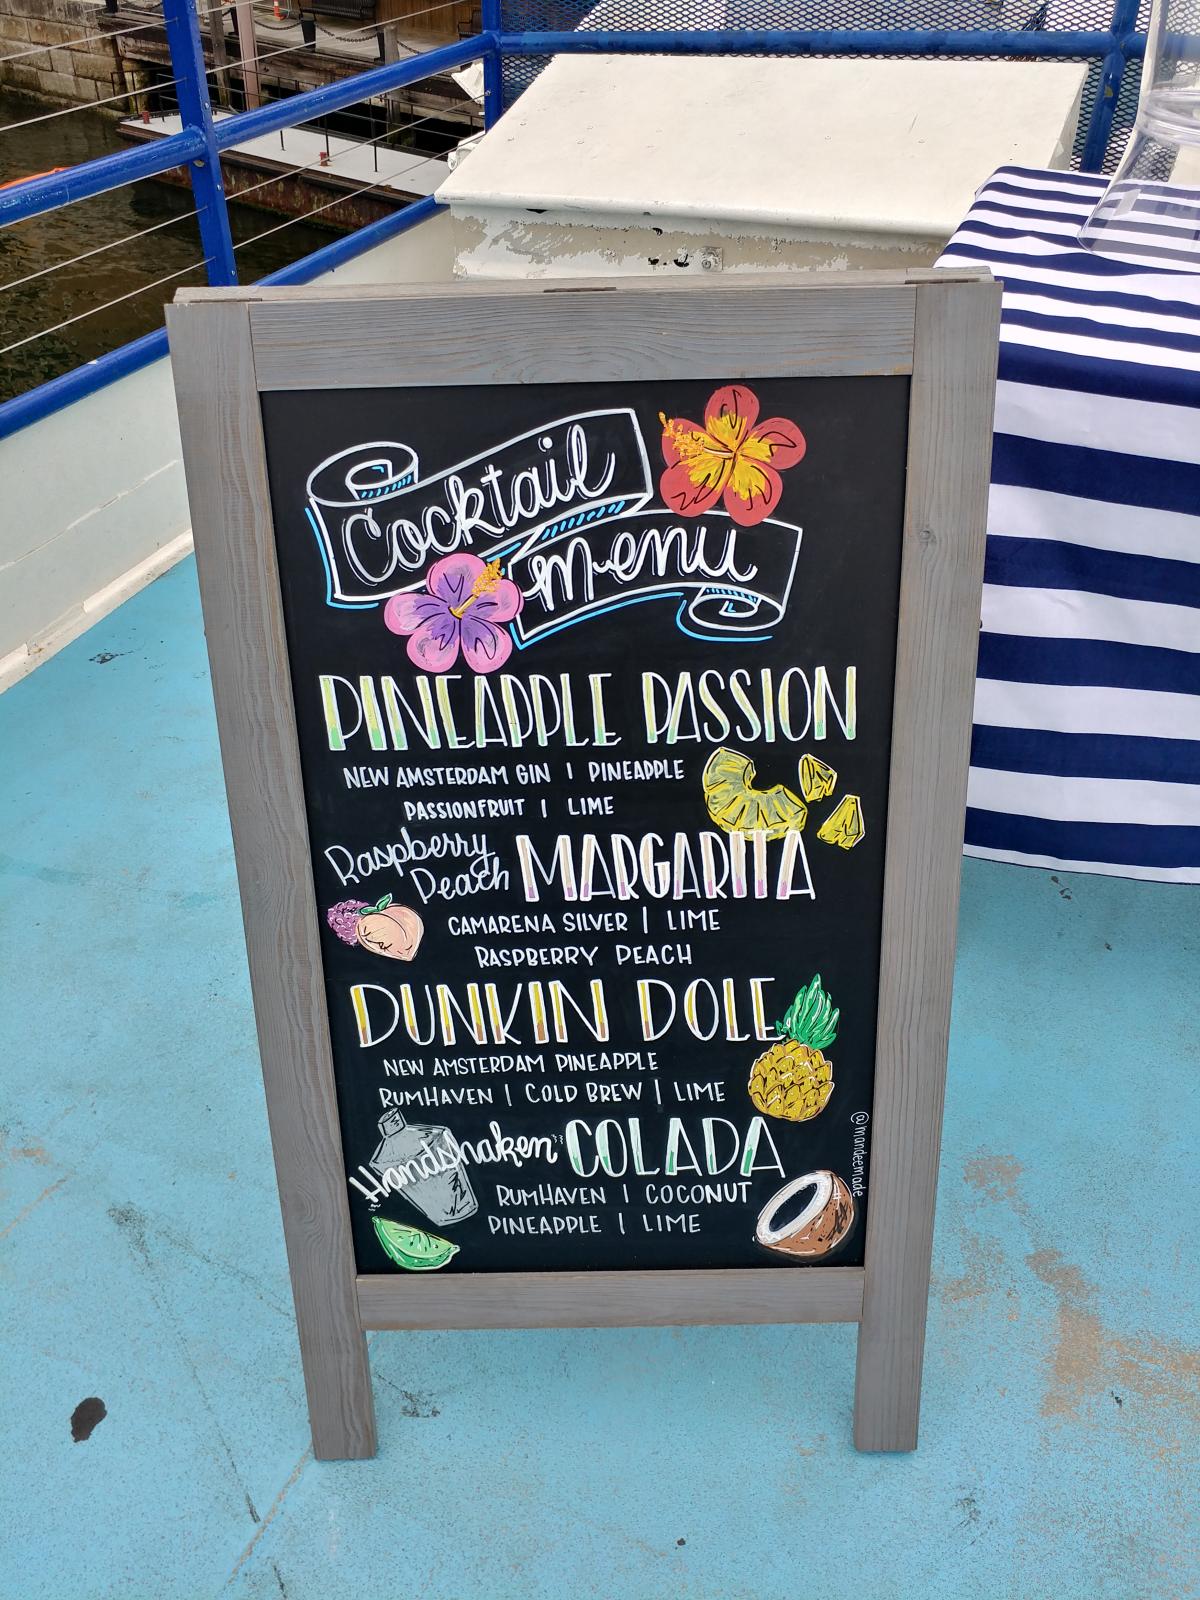 Cocktail
menu
PINEAPPLE PASSION
NEW AMSTERDAM GIN | PINEAPPLE
PASSIONFRUIT | LIME
Raspberry
Peach MARGARITA
CAMARENA SILVER | LIME
RASPBERRY PEACH
DUNKIN DOLE
NEW AMSTERDAM PINEAPPLE
RUMHAVEN | COLD BREW | LIME
Handshaken COLADA
RUMHAVEN | COCONUT
PINEAPPLE | LIME
@mandeemade